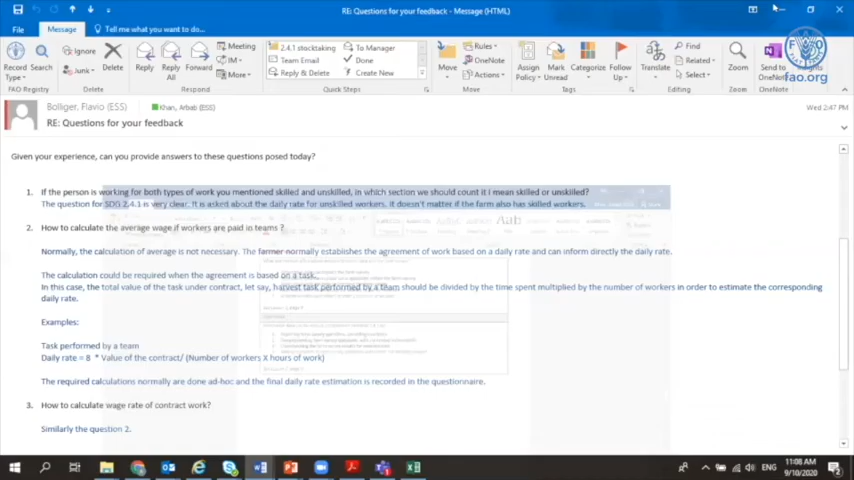 RE: Questions for your feedback - Message (HTML)
File
Message
Tell me what you want to do...
Record Type
Search
FAO Registry
Ignore
Junk
Delete
Delete
Reply
Reply All
Forward
Meeting
IM
More
Respond
2.4.1 stocktaking
Team Email
Reply & Delete
To Manager
Done
Create New
Quick Steps
Move
Rules
OneNote
Actions
Move
Assign Policy
Mark Unread
Categorize
Follow Up
Tags
Translate
Find
Related
Select
Editing
Zoom
Zoom
Send to OneNote
fao.org
Bolliger, Flavio (ESS)
Khan, Arbab (ESS)
Wed 2:47 PM
RE: Questions for your feedback
Given your experience, can you provide answers to these questions posed today?
1. If the person is working for both types of work you mentioned skilled and unskilled, in which section we should count it i mean skilled or unskilled?
The question for SDG 2.4.1 is very clear. It is asked about the daily rate for unskilled workers. It doesn't matter if the farm also has skilled workers.
2. How to calculate the average wage if workers are paid in teams ?
Normally, the calculation of average is not necessary. The farmer normally establishes the agreement of work based on a daily rate and can inform directly the daily rate.
The calculation could be required when the agreement is based on a task.
In this case, the total value of the task under contract, let say, harvest task performed by a team should be divided by the time spent multiplied by the number of workers in order to estimate the corresponding
daily rate.
Examples:
Task performed by a team
Daily rate = 8 * Value of the contract/ (Number of workers X hours of work)
The required calculations normally are done ad-hoc and the final daily rate estimation is recorded in the questionnaire.
3. How to calculate wage rate of contract work?
Similarly the question 2.
ENG
11:08 AM
9/10/2020